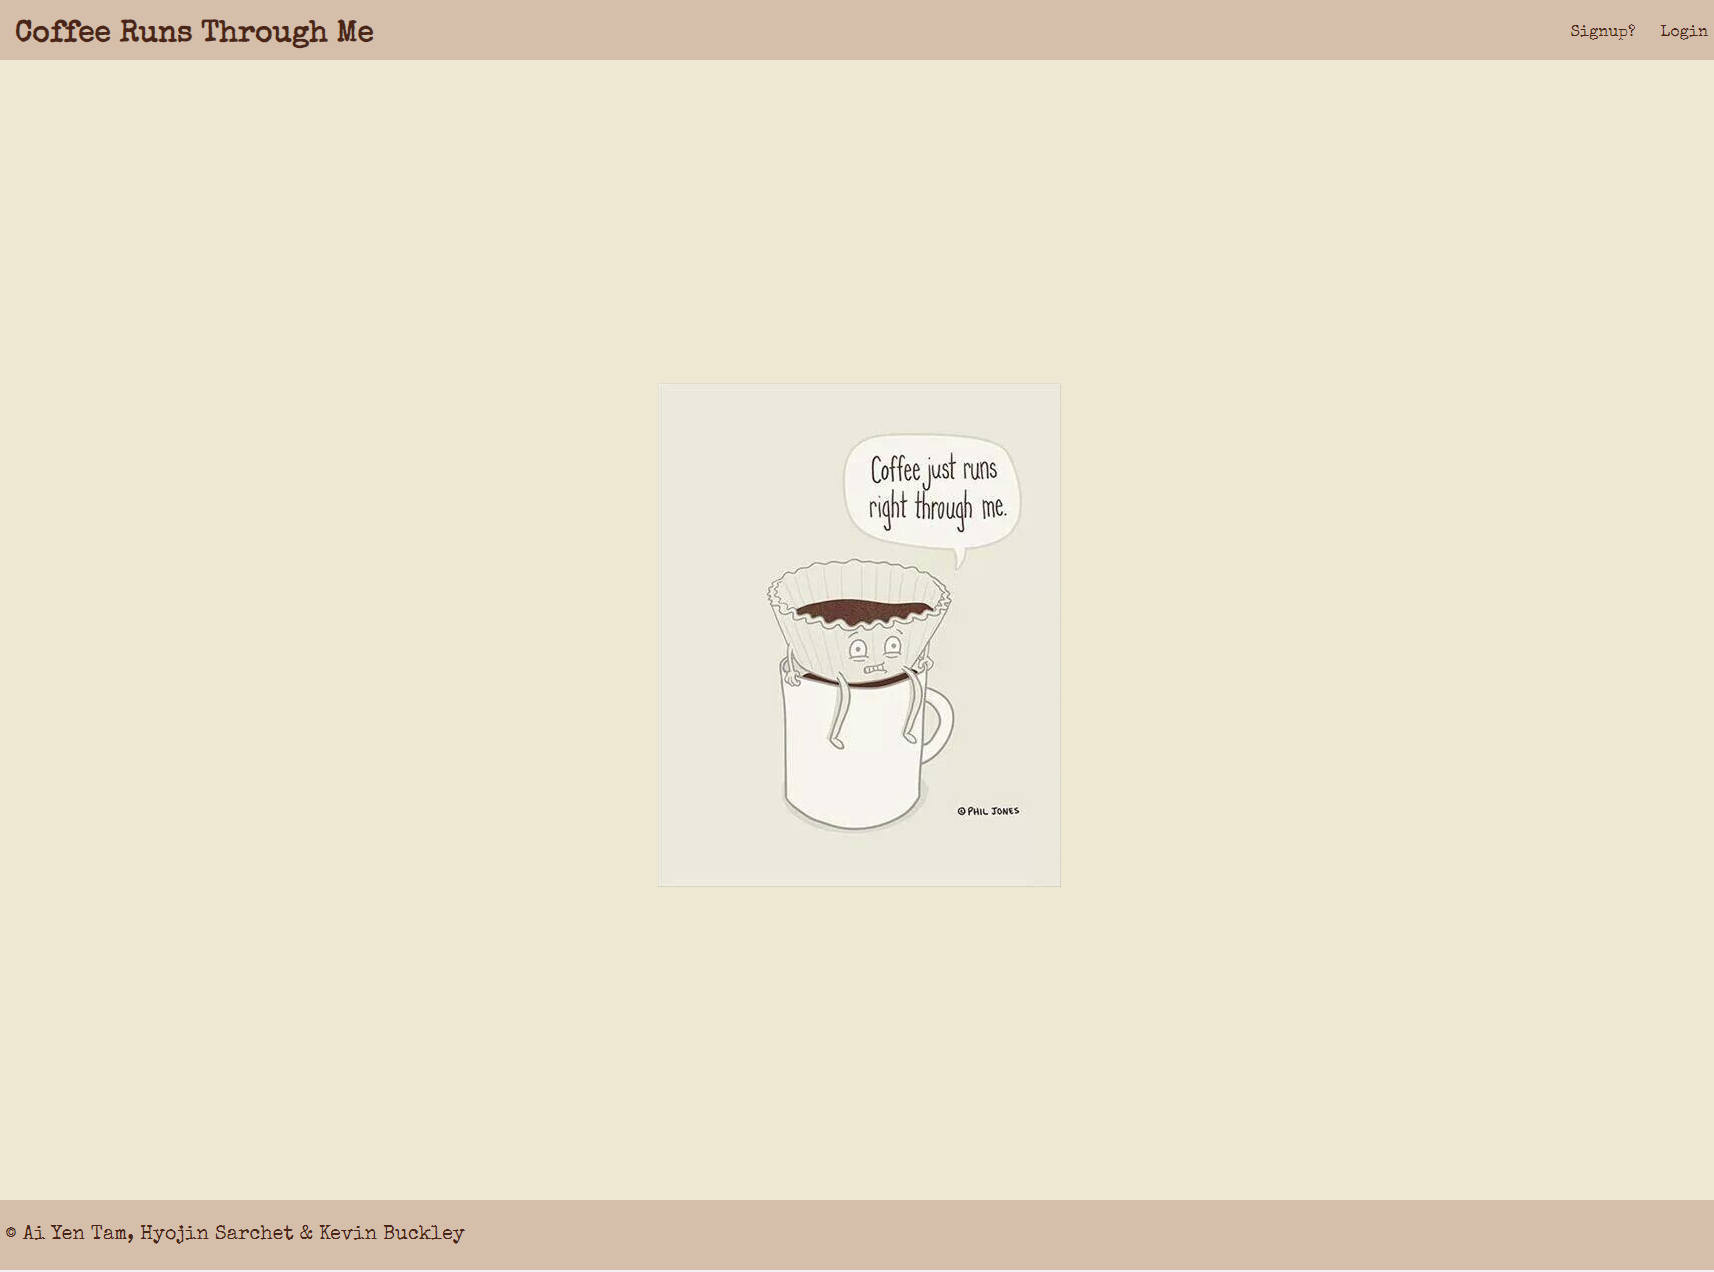 Coffee Runs Through Me
Signup?
Login
Coffee just runs
right through me.
© PHIL JONES
© Ai Yen Tam, Hyojin Sarchet & Kevin Buckley